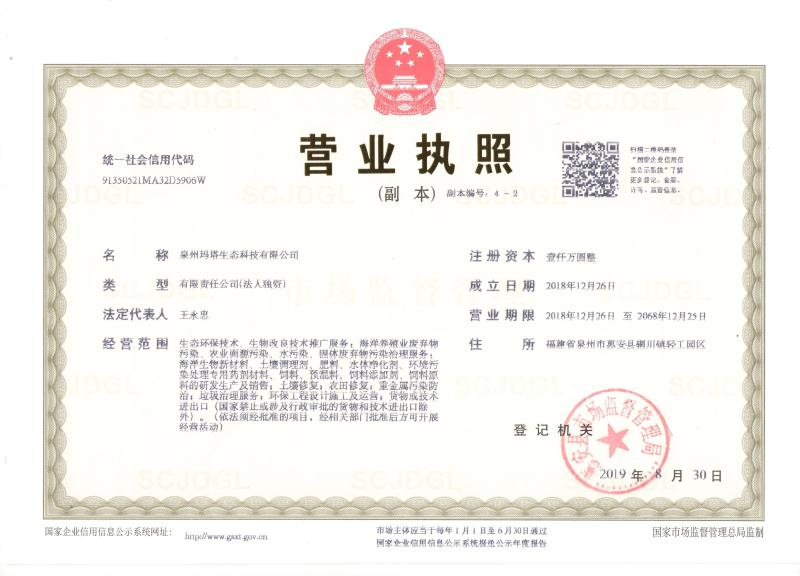 营业执照
(副 本) 副本编号：4－2
统一社会信用代码
91350521MA32D5906W
扫描二维码登录
“国家企业信用信
息公示系统”了解
更多登记、备案、
许可、监管信息。
名 称 泉州玛塔生态科技有限公司
类 型 有限责任公司(法人独资)
法定代表人 王永忠
经营范围 生态环保技术、生物改良技术推广服务；海洋养殖业废弃物
污染、农业面源污染、水污染、固体废弃物污染治理服务；
海洋生物新材料、土壤调理剂、肥料、水体净化剂、环境污
染处理专用药剂材料、饲料、预混料、饲料添加剂、饲料原
料的研发生产及销售；土壤修复；农田修复；重金属污染防
治；垃圾治理服务；环保工程设计施工及运营；货物或技术
进出口（国家禁止或涉及行政审批的货物和技术进出口除
外）。（依法须经批准的项目，经相关部门批准后方可开展
经营活动）
注册资本 壹仟万圆整
成立日期 2018年12月26日
营业期限 2018年12月26日 至 2068年12月25日
住 所 福建省泉州市惠安县辋川镇轻工园区
登记机关
惠安县市场监督管理局
2019 年 8 月 30 日
国家企业信用信息公示系统网址： http://www.gsxt.gov.cn
市场主体应当于每年1月1日至6月30日通过
国家企业信用信息公示系统报送公示年度报告
国家市场监督管理总局监制
SCJDGL
市场监督管理